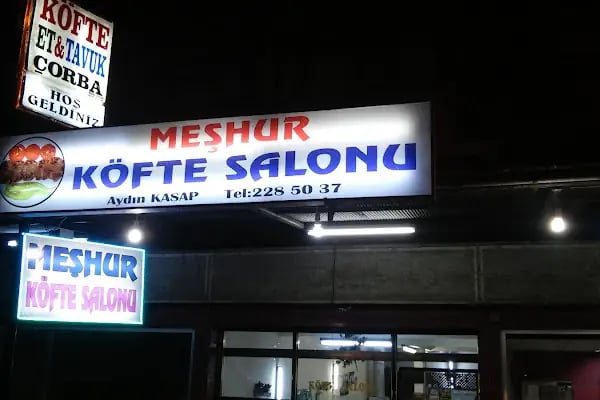 KÖFTE
ET&TAVUK
ÇORBA
HOŞ
GELDİNİZ
MEŞHUR
KÖFTE SALONU
Aydın KASAP Tel:228 50 37
MEŞHUR
KÖFTE SALONU